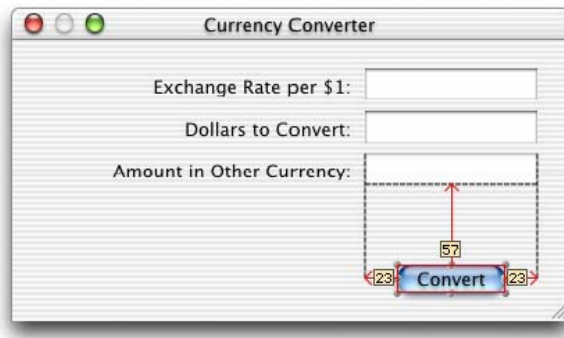 Currency Converter
Exchange Rate per $1:
Dollars to Convert:
Amount in Other Currency:
57
23 Convert 23